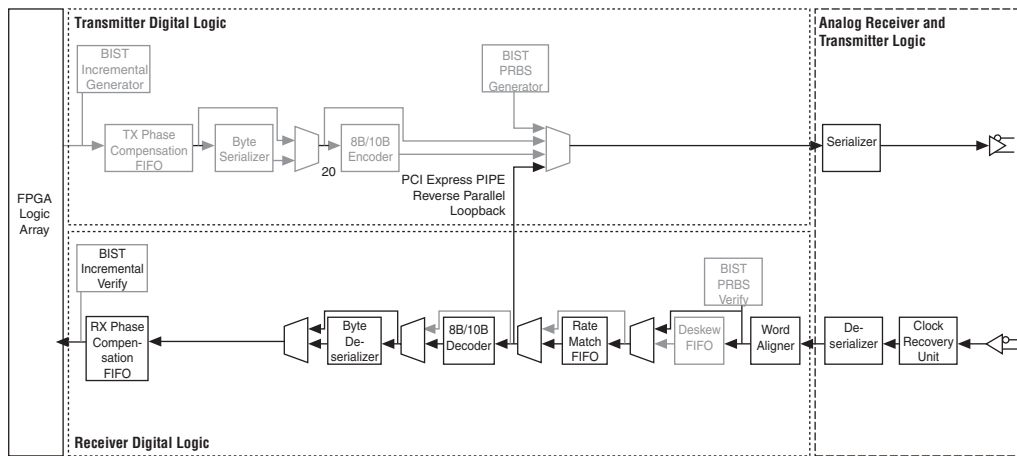 Transmitter Digital Logic
Analog Receiver and
Transmitter Logic
BIST
Incremental
Generator
BIST
PRBS
Generator
TX Phase
Compensation
FIFO
Byte
Serializer
20
8B/10B
Encoder
Serializer
PCI Express PIPE
Reverse Parallel
Loopback
FPGA
Logic
Array
BIST
Incremental
Verify
BIST
PRBS
Verify
RX Phase
Compen-
sation
FIFO
Byte
De-
serializer
8B/10B
Decoder
Rate
Match
FIFO
Deskew
FIFO
Word
Aligner
De-
serializer
Clock
Recovery
Unit
Receiver Digital Logic